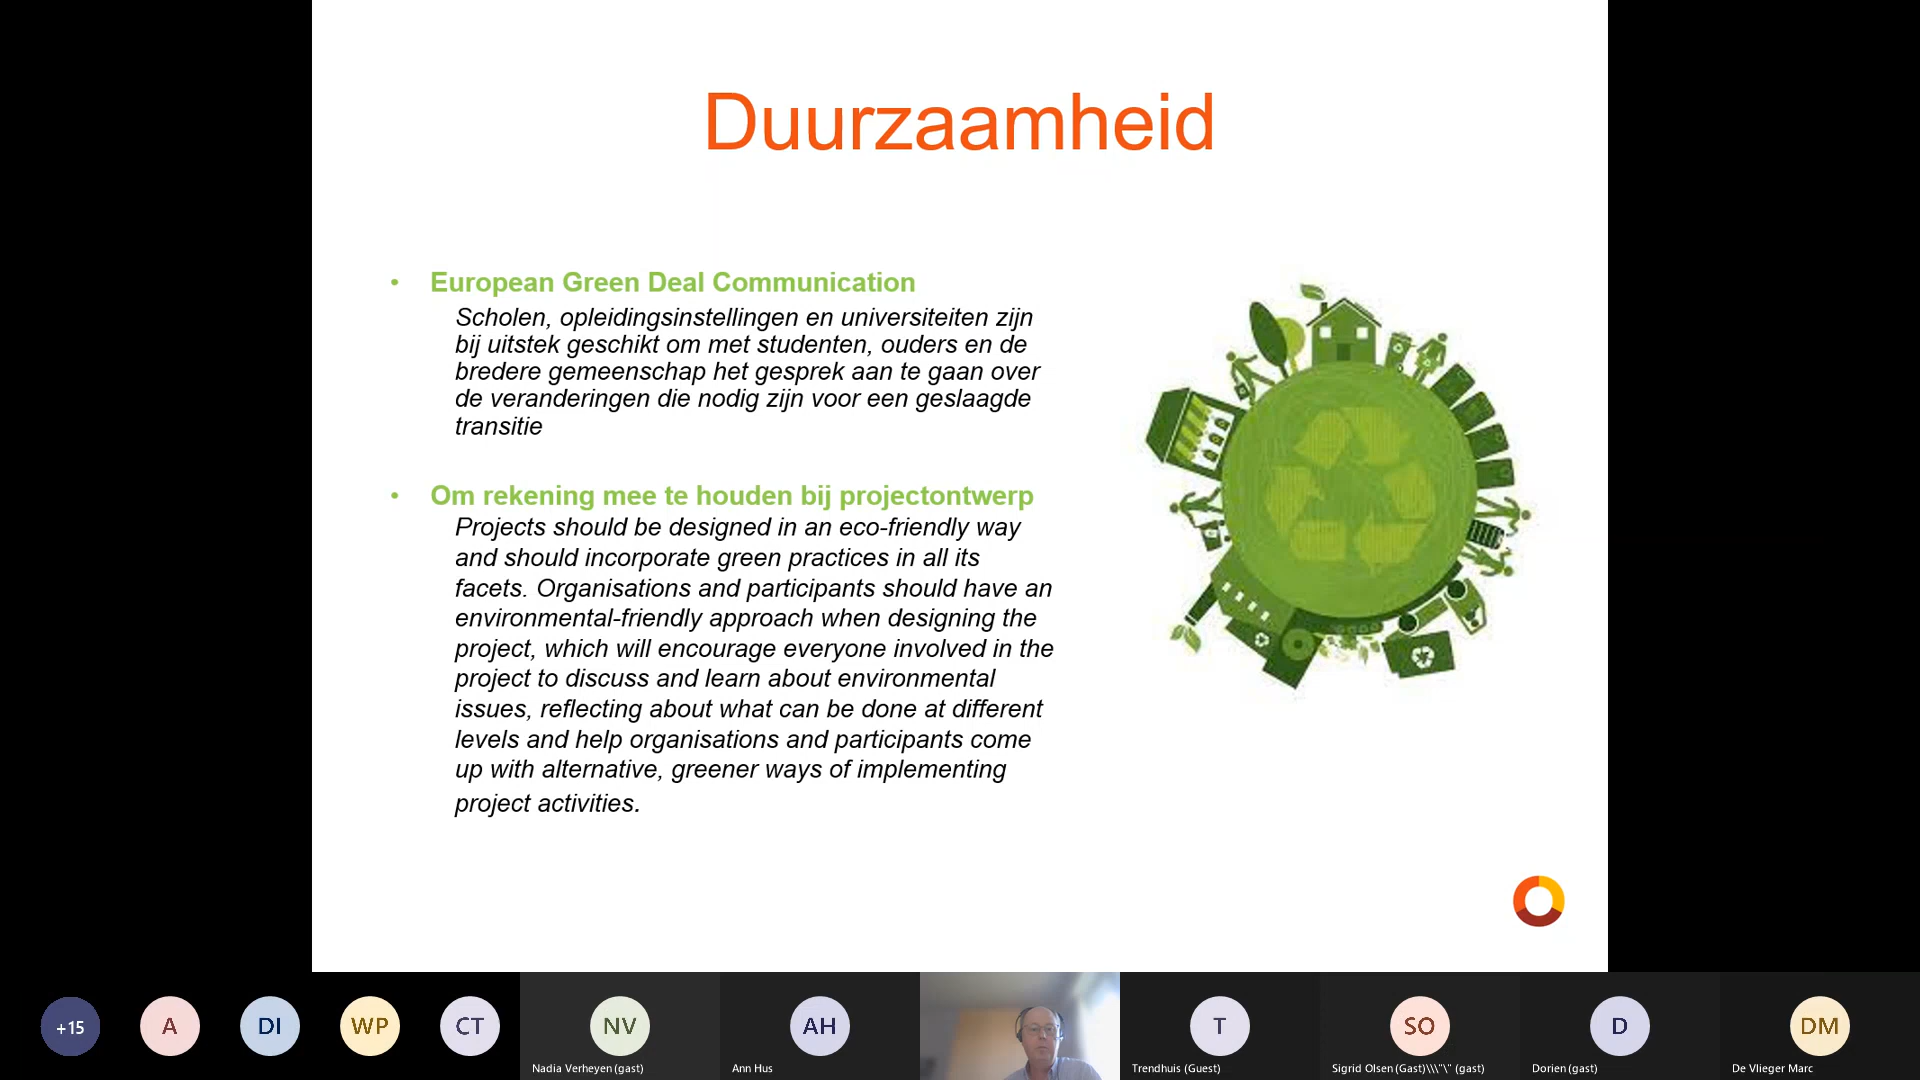 Duurzaamheid
• European Green Deal Communication
Scholen, opleidingsinstellingen en universiteiten zijn
bij uitstek geschikt om met studenten, ouders en de
bredere gemeenschap het gesprek aan te gaan over
de veranderingen die nodig zijn voor een geslaagde
transitie
• Om rekening mee te houden bij projectontwerp
Projects should be designed in an eco-friendly way
and should incorporate green practices in all its
facets. Organisations and participants should have an
environmental-friendly approach when designing the
project, which will encourage everyone involved in the
project to discuss and learn about environmental
issues, reflecting about what can be done at different
levels and help organisations and participants come
up with alternative, greener ways of implementing
project activities.
+15
A
DI
WP
CT
NV
AH
T
SO
D
DM
Nadia Verheyen (gast)
Ann Hus
Trendhuis (Guest)
Sigrid Olsen (Gast)\\\"\" (gast)
Dorien (gast)
De Vlieger Marc